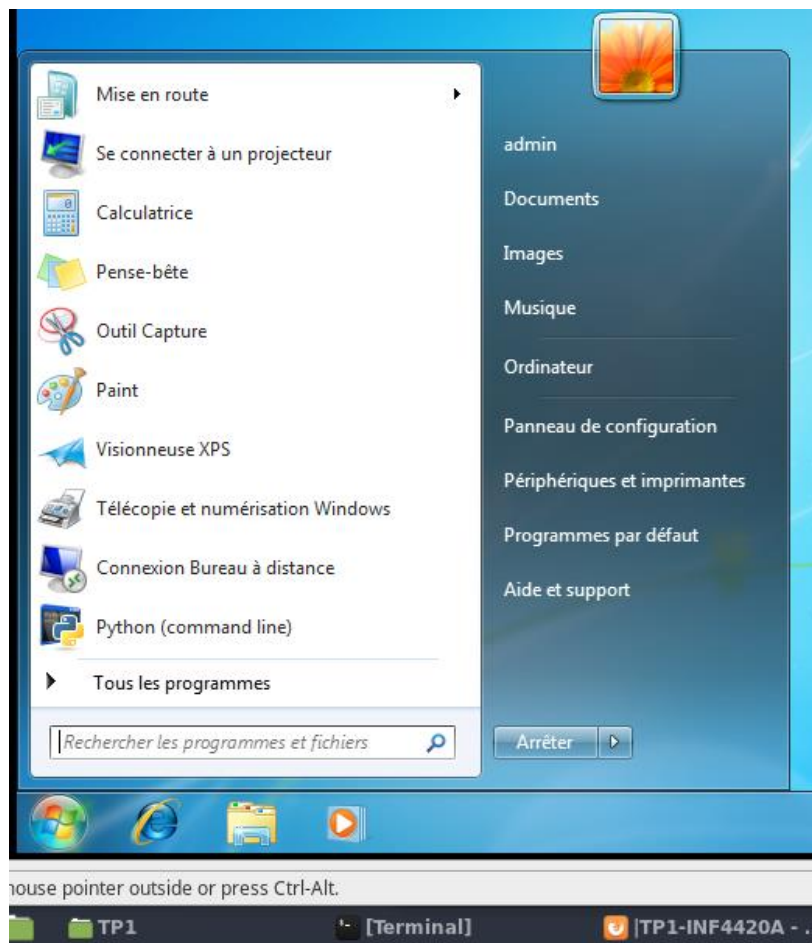 Mise en route
Se connecter à un projecteur
Calculatrice
Pense-bête
Outil Capture
Paint
Visionneuse XPS
Télécopie et numérisation Windows
Connexion Bureau à distance
Python (command line)
Tous les programmes
Rechercher les programmes et fichiers
admin
Documents
Images
Musique
Ordinateur
Panneau de configuration
Périphériques et imprimantes
Programmes par défaut
Aide et support
Arrêter
pointer outside or press Ctrl-Alt.
TP1 [Terminal] |TP1-INF4420A - .